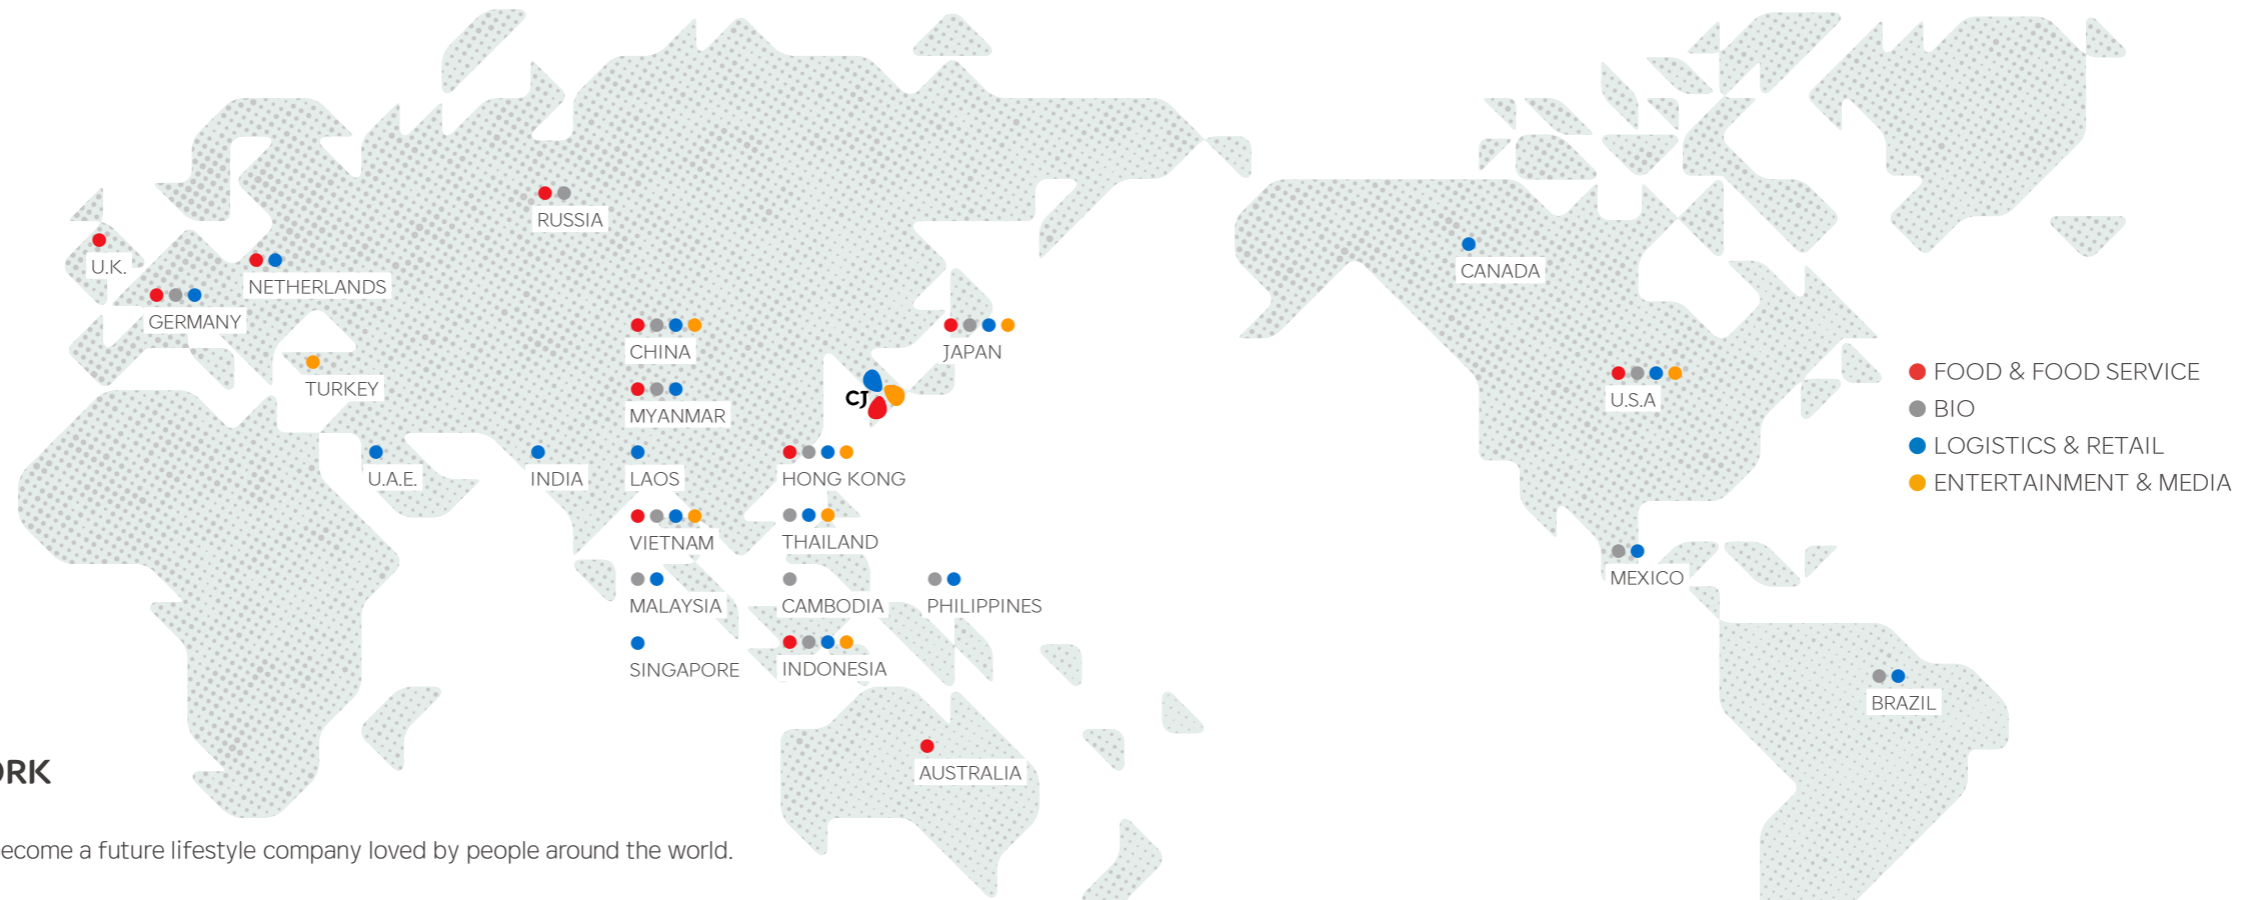 RUSSIA
U.K.
NETHERLANDS
GERMANY
TURKEY
U.A.E.
INDIA
CHINA
MYANMAR
LAOS
VIETNAM
MALAYSIA
SINGAPORE
JAPAN
CJ
HONG KONG
THAILAND
CAMBODIA
PHILIPPINES
INDONESIA
AUSTRALIA
CANADA
U.S.A
MEXICO
BRAZIL
FOOD & FOOD SERVICE
BIO
LOGISTICS & RETAIL
ENTERTAINMENT & MEDIA
a future lifestyle company loved by people around the world.